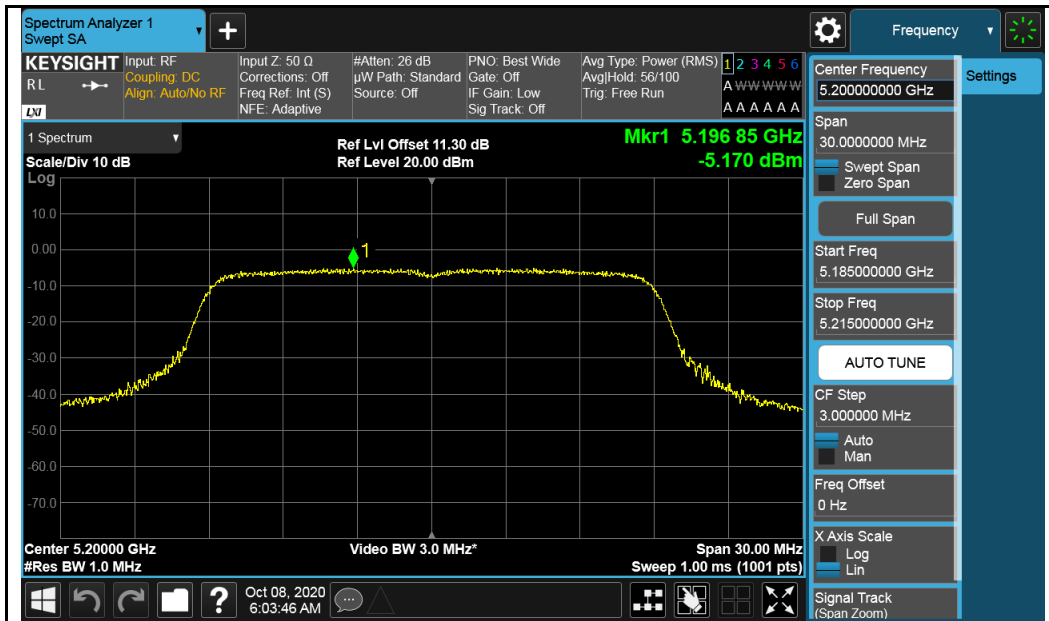 Spectrum Analyzer 1
Swept SA
+
Frequency
KEYSIGHT
R L
LXI
Input: RF
Coupling: DC
Align: Auto/No RF
Input Z: 50 Ω
Corrections: Off
Freq Ref: Int (S)
NFE: Adaptive
#Atten: 26 dB
µW Path: Standard
Source: Off
PNO: Best Wide
Gate: Off
IF Gain: Low
Sig Track: Off
Avg Type: Power (RMS)
Avg|Hold: 56/100
Trig: Free Run
1 2 3 4 5 6
A W W W W W
A A A A A A
Center Frequency
5.200000000 GHz
Settings
1 Spectrum
Scale/Div 10 dB
Log
Ref Lvl Offset 11.30 dB
Ref Level 20.00 dBm
Mkr1 5.196 85 GHz
-5.170 dBm
10.0
0.00
-10.0
-20.0
-30.0
-40.0
-50.0
-60.0
-70.0
1
Center 5.20000 GHz
#Res BW 1.0 MHz
Video BW 3.0 MHz*
Span 30.00 MHz
Sweep 1.00 ms (1001 pts)
Span
30.0000000 MHz
Swept Span
Zero Span
Full Span
Start Freq
5.185000000 GHz
Stop Freq
5.215000000 GHz
AUTO TUNE
CF Step
3.000000 MHz
Auto
Man
Freq Offset
0 Hz
X Axis Scale
Log
Lin
Signal Track
(Span Zoom)
?
Oct 08, 2020
6:03:46 AM